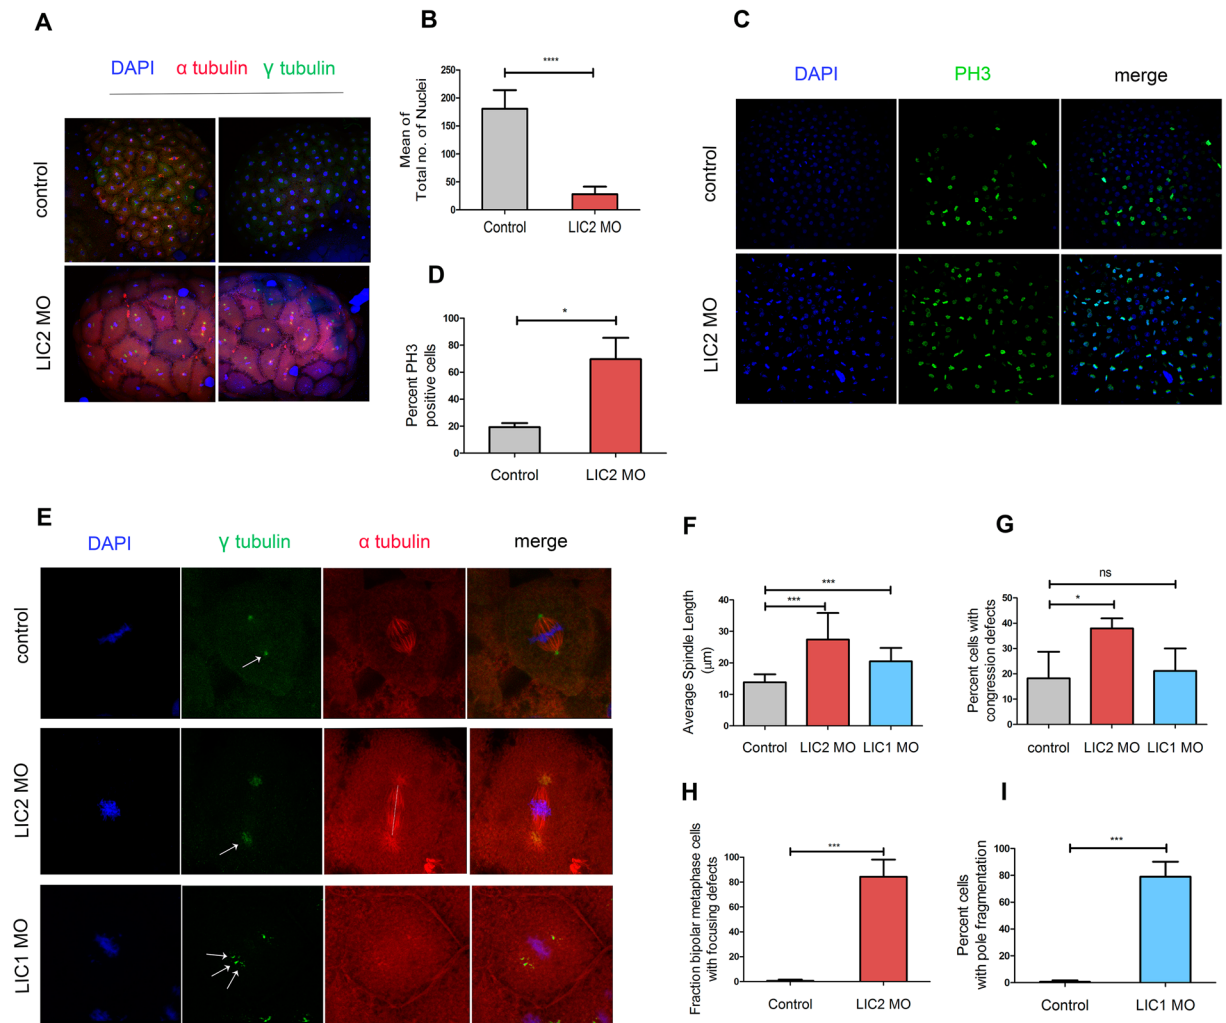 A
DAPI α tubulin γ tubulin
control
LIC2 MO
B
****
Mean of
Total no. of Nuclei
250
200
150
100
50
0
Control LIC2 MO
C
DAPI PH3 merge
control
LIC2 MO
D
*
Percent PH3
positive cells
100
80
60
40
20
0
Control LIC2 MO
E
DAPI γ tubulin α tubulin merge
control
LIC2 MO
LIC1 MO
F
***
***
Average Spindle Length
(μm)
40
30
20
10
0
Control LIC2 MO LIC1 MO
G
ns
*
Percent cells with
congression defects
50
40
30
20
10
0
control LIC2 MO LIC1 MO
H
***
Fraction bipolar metaphase cells
with focusing defects
100
80
60
40
20
0
Control LIC2 MO
I
***
Percent cells
with pole fragmentation
100
80
60
40
20
0
Control LIC1 MO